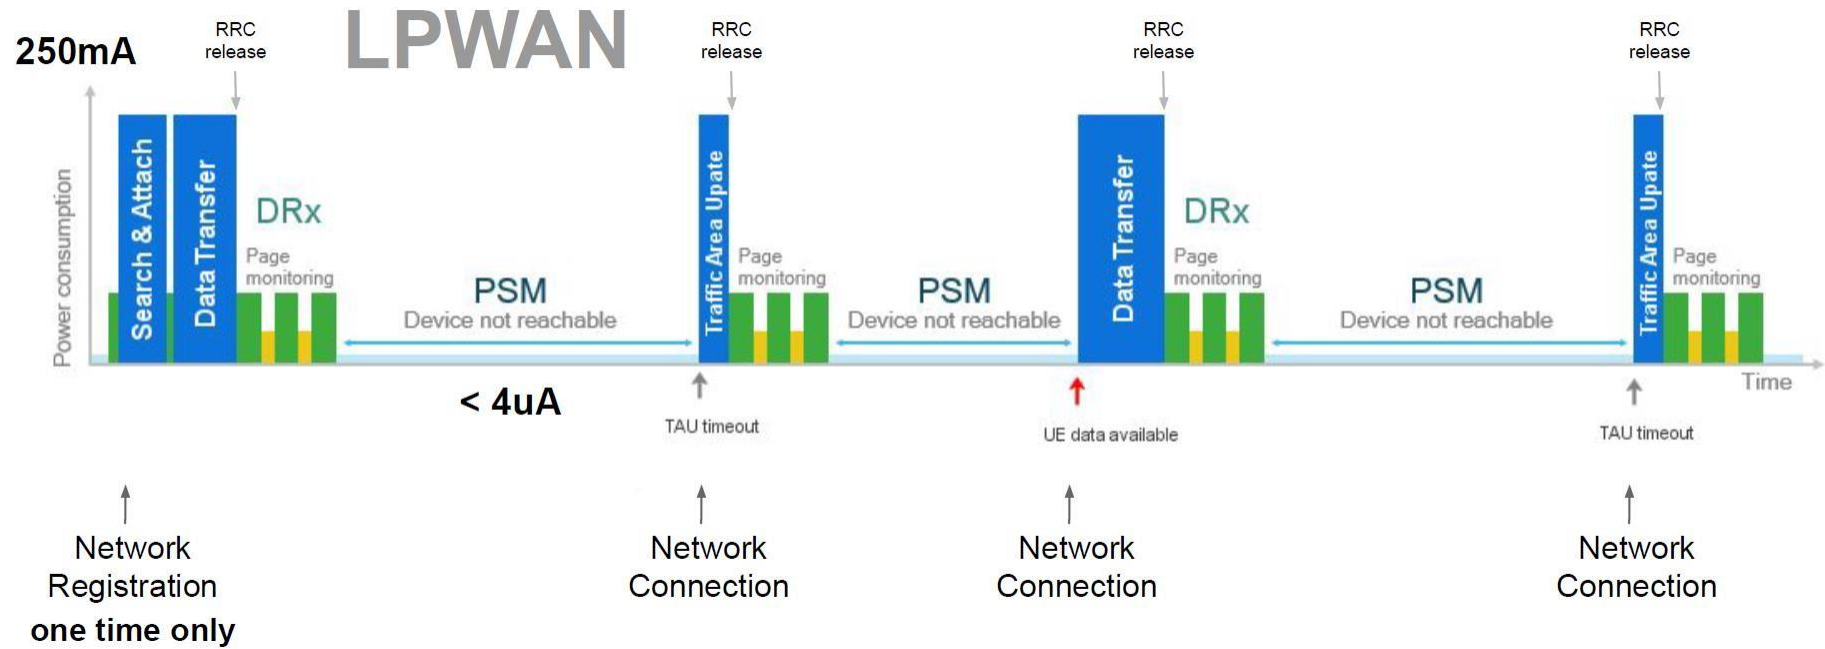 250mA
RRC
release
LPWAN
RRC
release
RRC
release
RRC
release
Power consumption
Search & Attach
Data Transfer
DRx
Page
monitoring
PSM
Device not reachable
Traffic Area Upate
Page
monitoring
PSM
Device not reachable
Data Transfer
DRx
Page
monitoring
PSM
Device not reachable
Traffic Area Upate
Page
monitoring
Time
< 4uA
TAU timeout
UE data available
TAU timeout
Network
Registration
one time only
Network
Connection
Network
Connection
Network
Connection